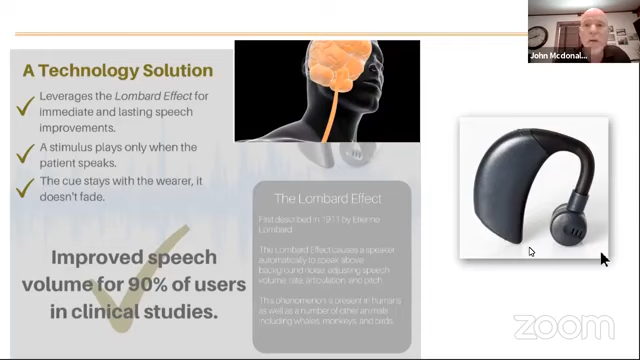 A Technology Solution
Leverages the Lombard Effect for
immediate and lasting speech
improvements.
A stimulus plays only when the
patient speaks.
The cue stays with the wearer, it
doesn't fade.
Improved speech
volume for 90% of users
in clinical studies.
The Lombard Effect
First described in 1911 by Etienne
Lombard.
The Lombard Effect causes a speaker
automatically to speak above
background noise, adjusting speech
volume, rate, articulation, and pitch.
This phenomenon is present in humans
as well as a number of other animals
including whales, monkeys, and birds.
John Mcdonal...
zoom